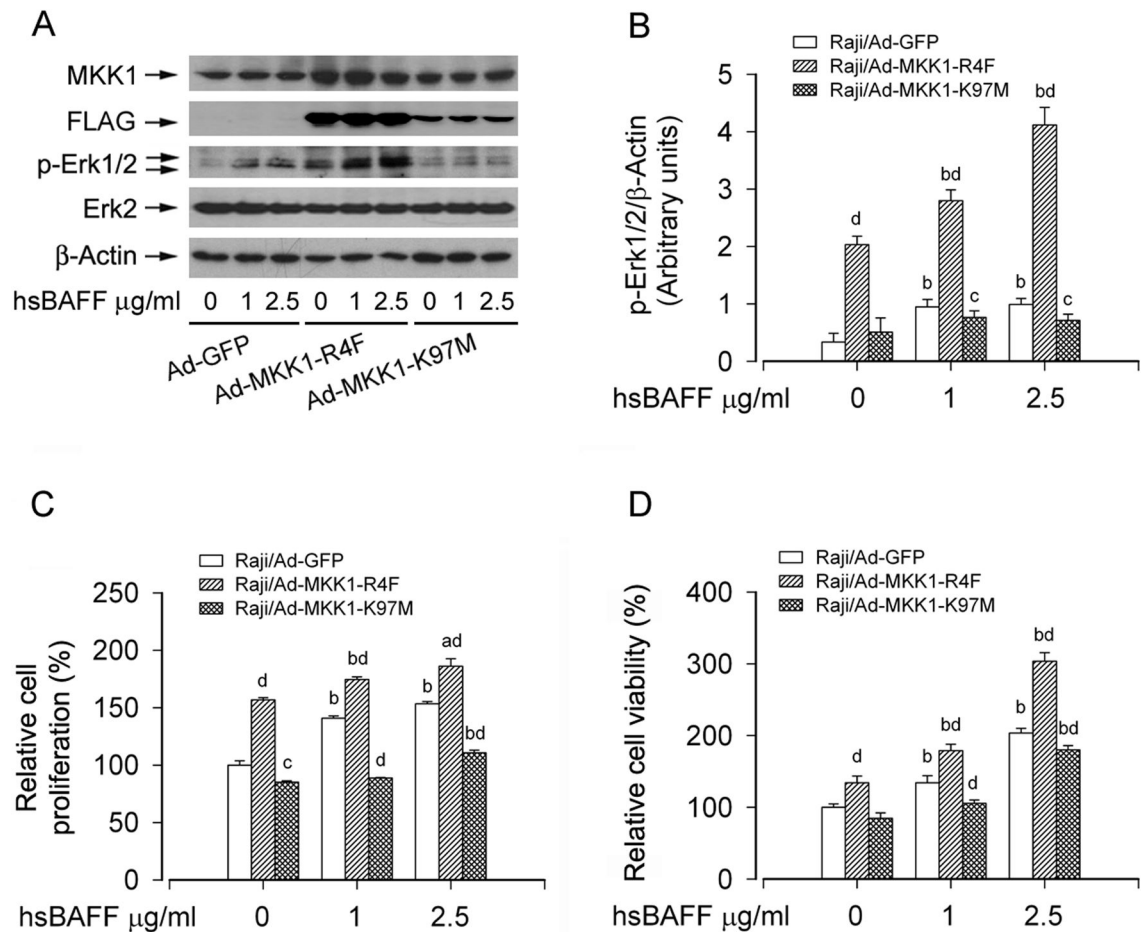 A
MKK1
FLAG
p-Erk1/2
Erk2
β-Actin
hsBAFF μg/ml 0 1 2.5 0 1 2.5 0 1 2.5
Ad-GFP
Ad-MKK1-R4F
Ad-MKK1-K97M
B
Raji/Ad-GFP
Raji/Ad-MKK1-R4F
Raji/Ad-MKK1-K97M
p-Erk1/2/β-Actin
(Arbitrary units)
5
4
3
2
1
0
d
bd
bd
b
c
b
c
hsBAFF μg/ml 0 1 2.5
C
Raji/Ad-GFP
Raji/Ad-MKK1-R4F
Raji/Ad-MKK1-K97M
Relative cell
proliferation (%)
250
200
150
100
50
0
d
c
b
bd
d
b
ad
bd
hsBAFF μg/ml 0 1 2.5
D
Raji/Ad-GFP
Raji/Ad-MKK1-R4F
Raji/Ad-MKK1-K97M
Relative cell viability (%)
400
300
200
100
0
d
b
bd
d
b
bd
bd
hsBAFF μg/ml 0 1 2.5